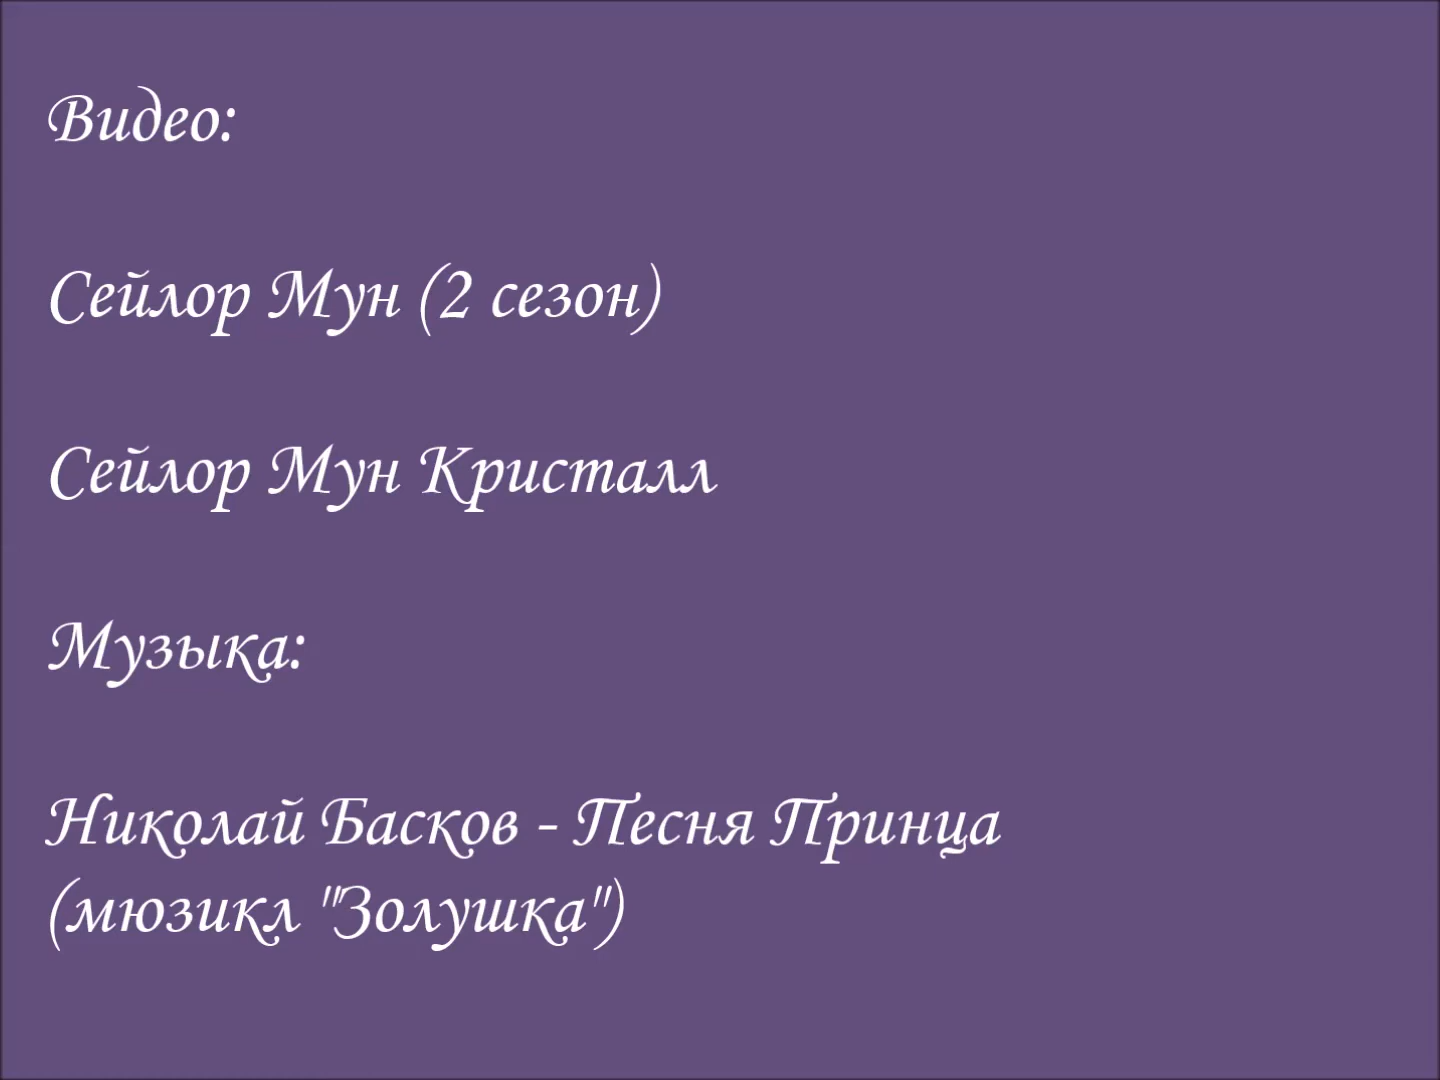 Видео:
Сейлор Мун (2 сезон)
Сейлор Мун Кристалл
Музыка:
Николай Басков - Песня Принца
(мюзикл "Золушка")